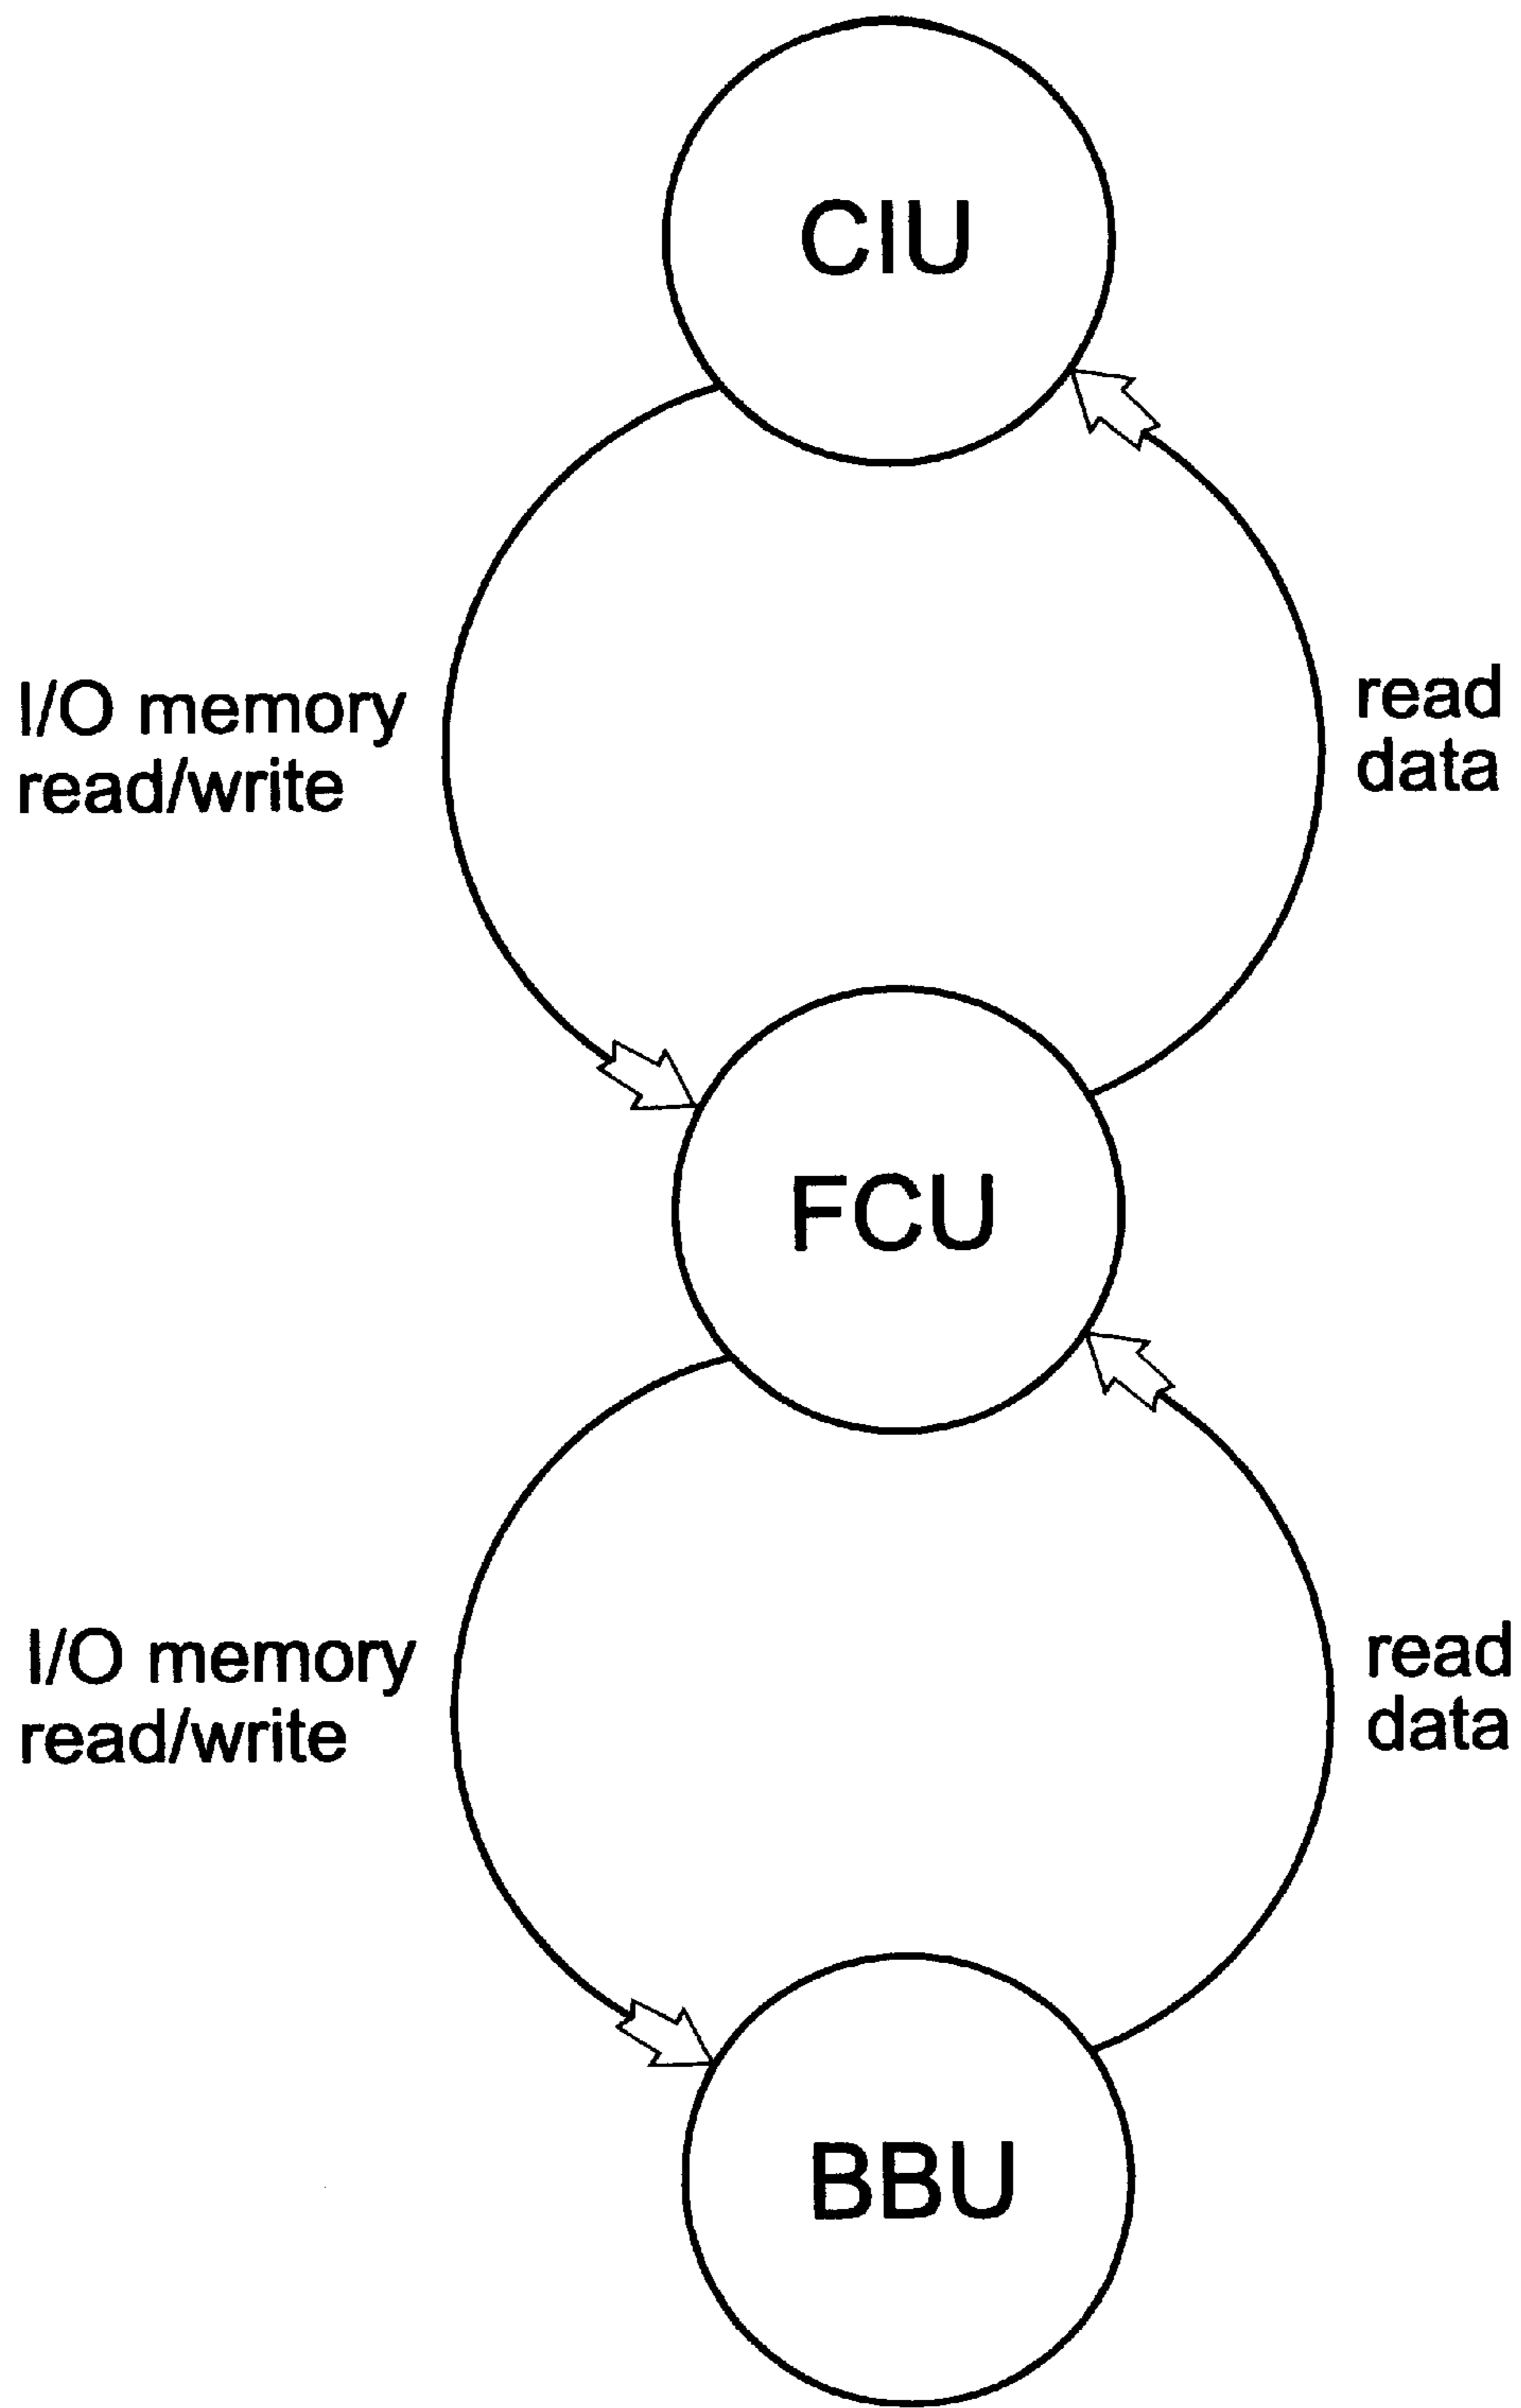 CIU
I/O memory
read/write
read
data
FCU
I/O memory
read/write
read
data
BBU